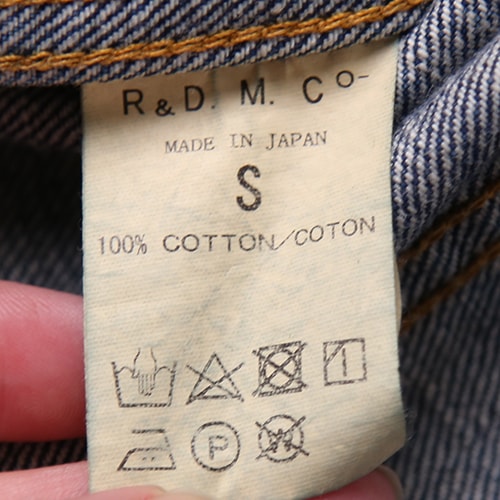 R & D. M. Co-
MADE IN JAPAN
S
100% COTTON/COTON
P
W